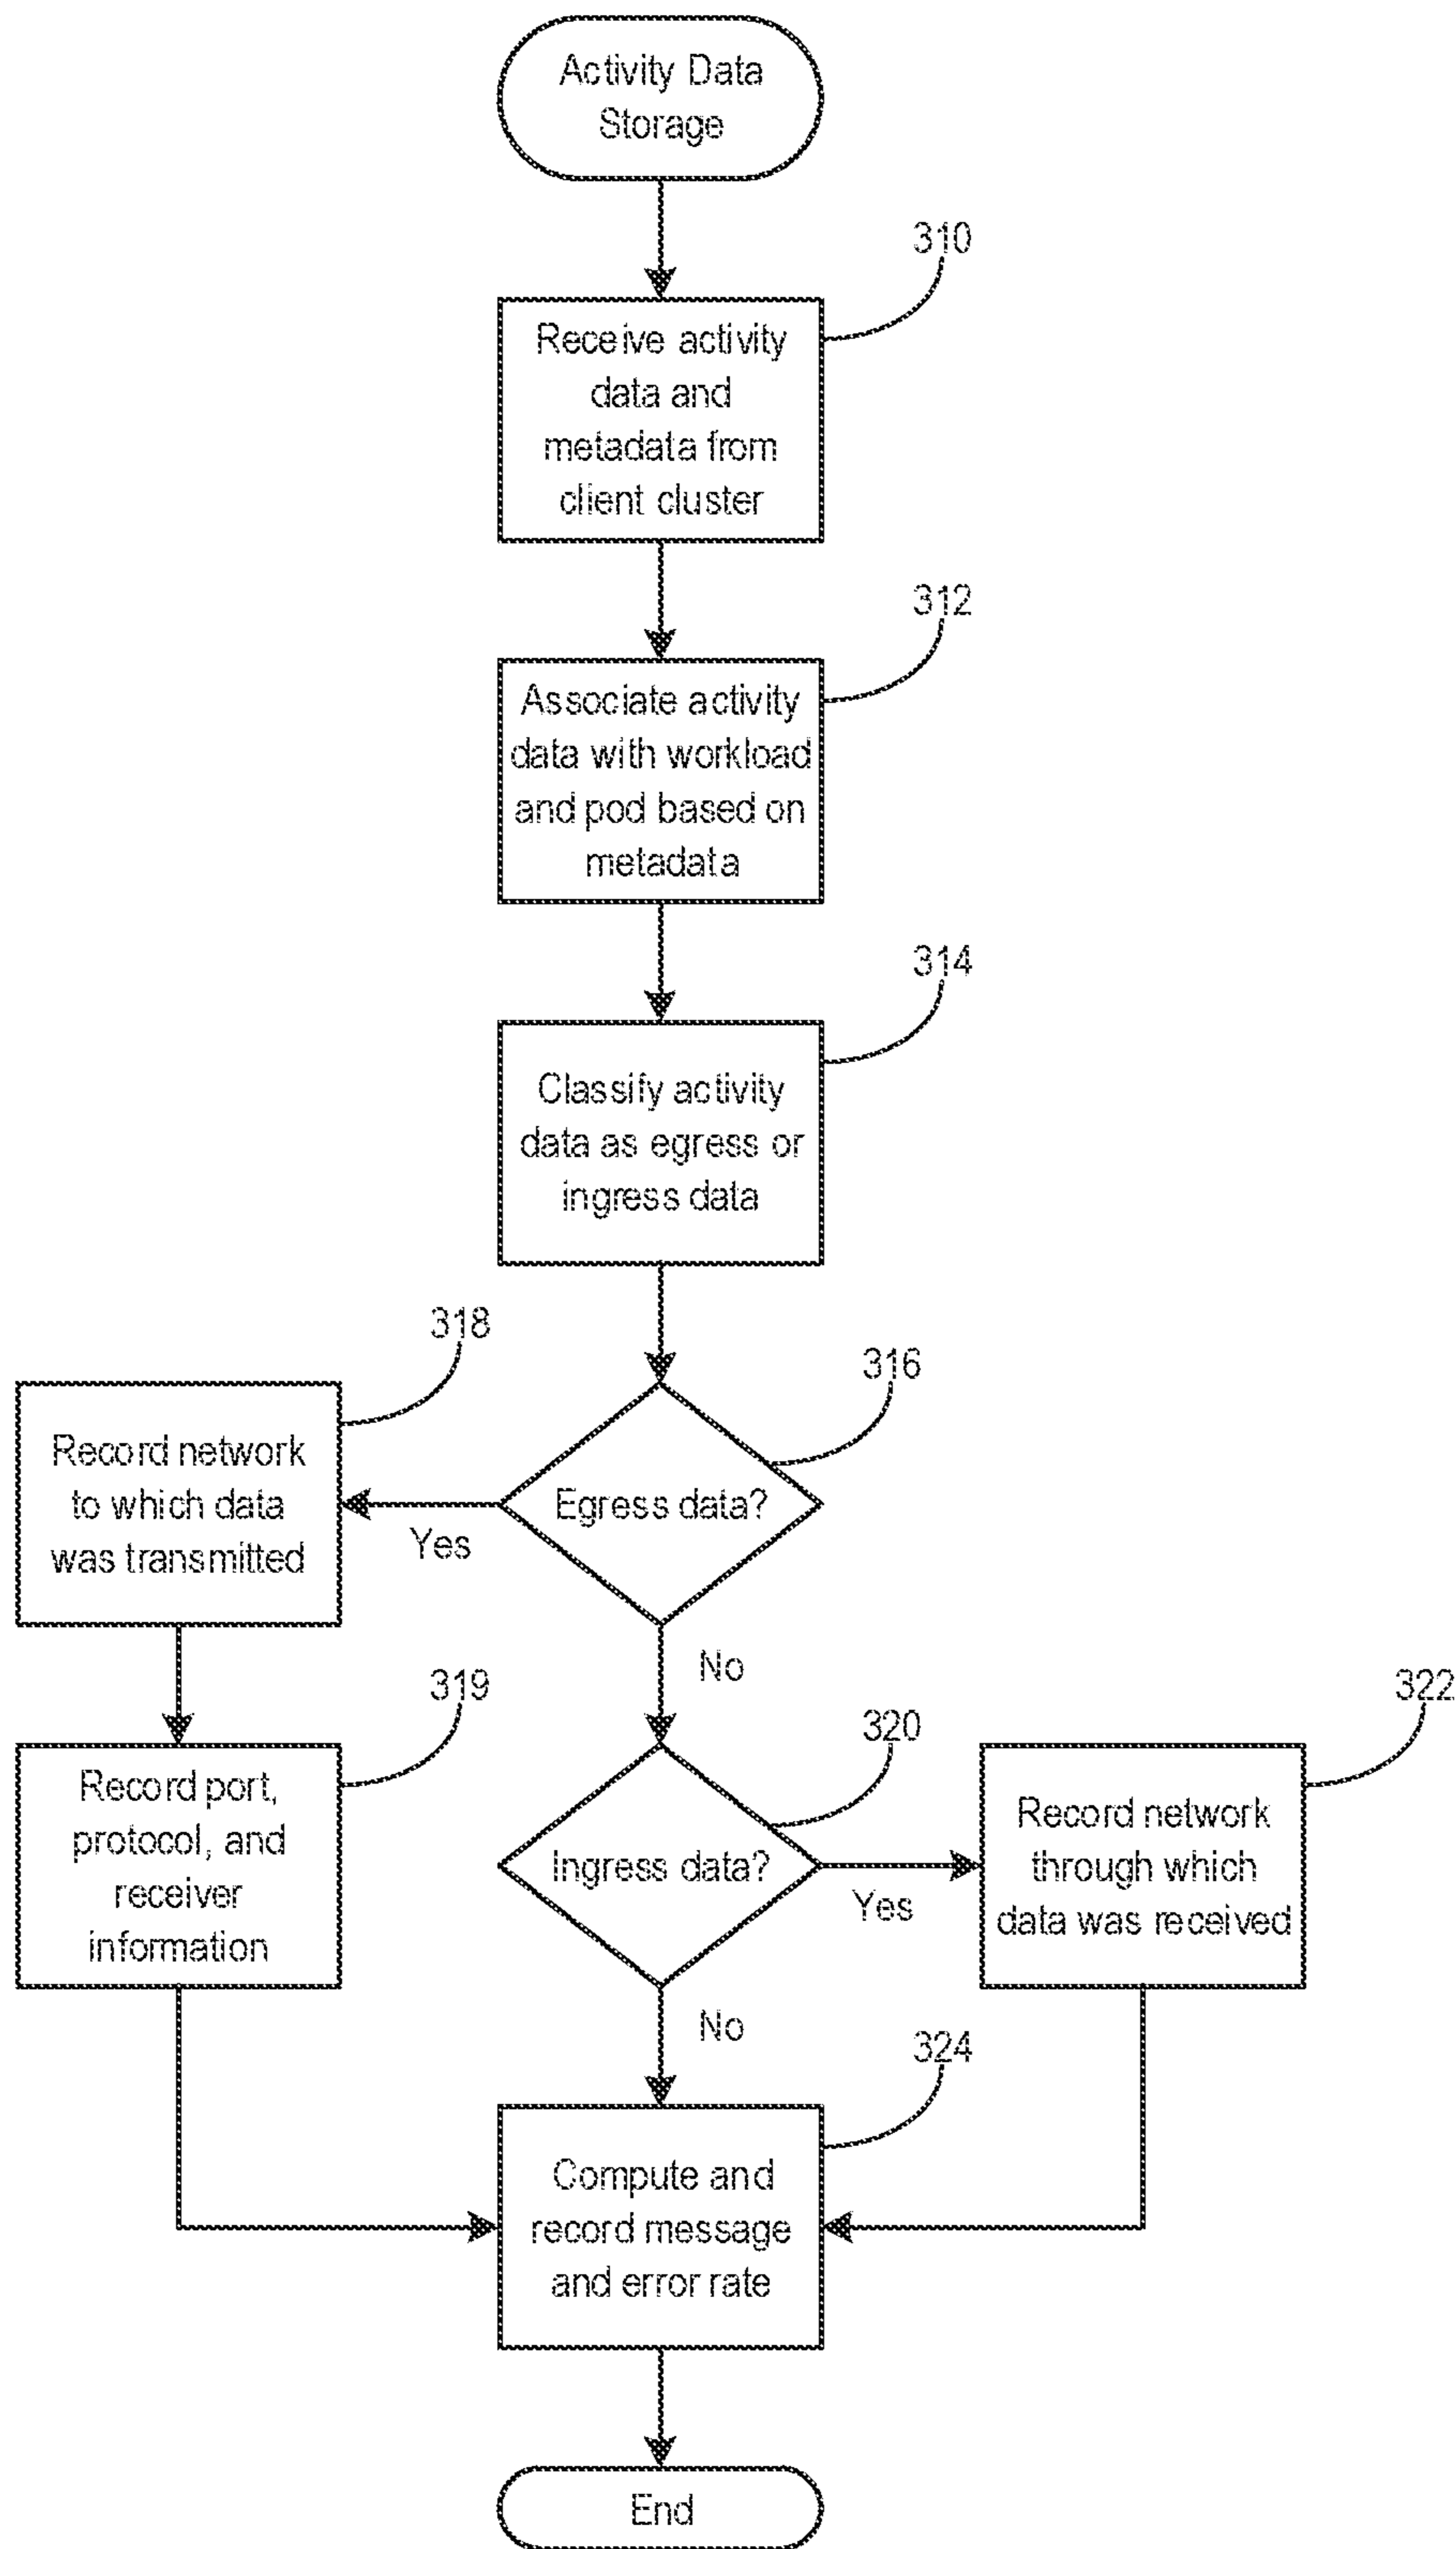 Activity Data
Storage
310
Receive activity
data and
metadata from
client cluster
312
Associate activity
data with workload
and pod based on
metadata
314
Classify activity
data as egress or
ingress data
318
316
Record network
to which data
was transmitted
Egress data?
Yes
No
319
322
320
Record port,
protocol, and
receiver
information
Ingress data?
Yes
Record network
through which
data was received
No
324
Compute and
record message
and error rate
End